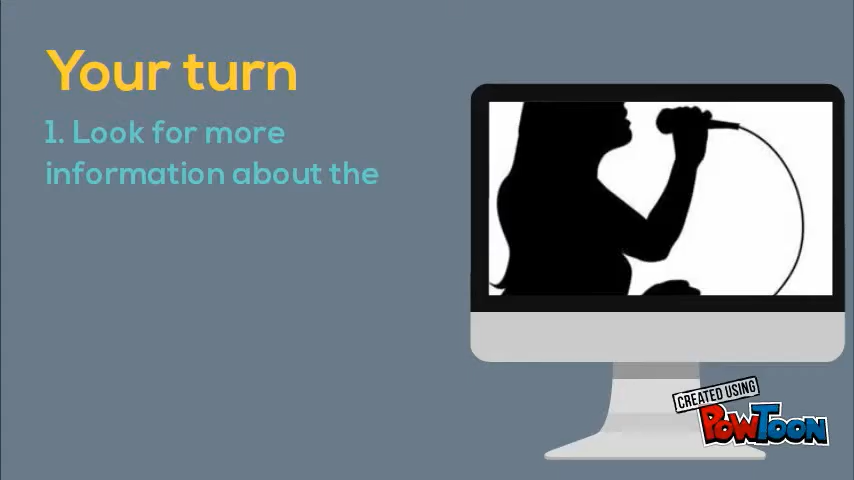 Your turn
1. Look for more
information about the
CREATED USING
POWTOON